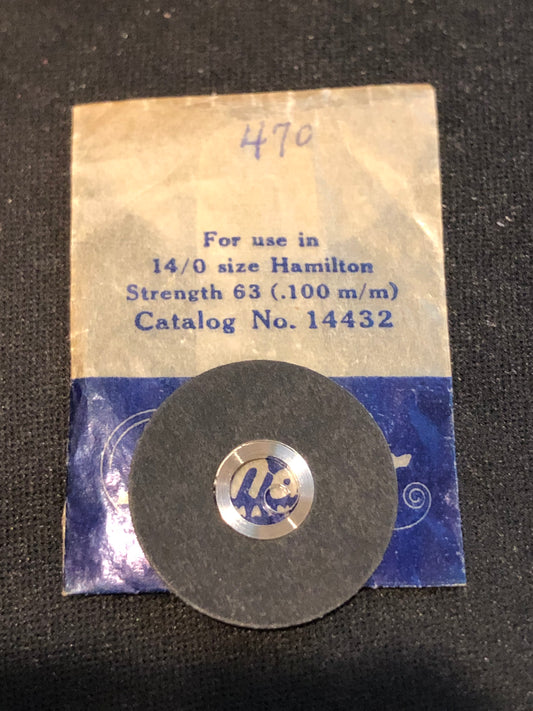 470
For use in
14/0 size Hamilton
Strength 63 (.100 m/m)
Catalog No. 14432